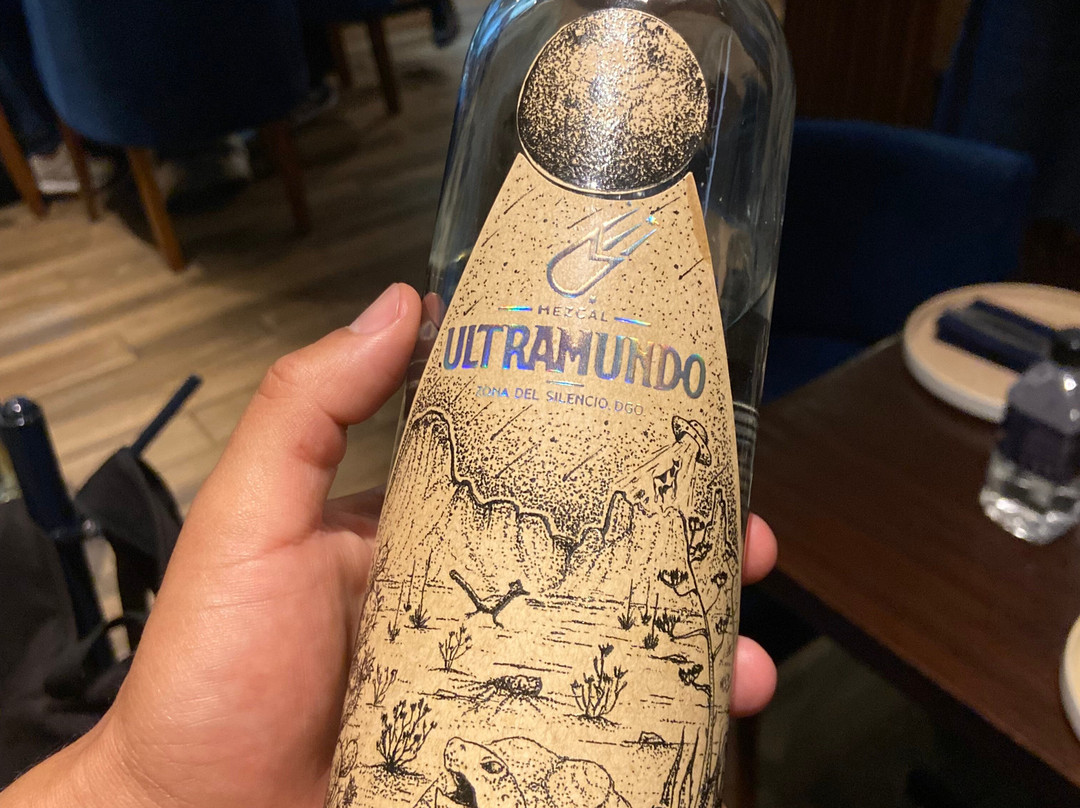 MEZCAL
ULTRAMUNDO
ZONA DEL SILENCIO, DGO.